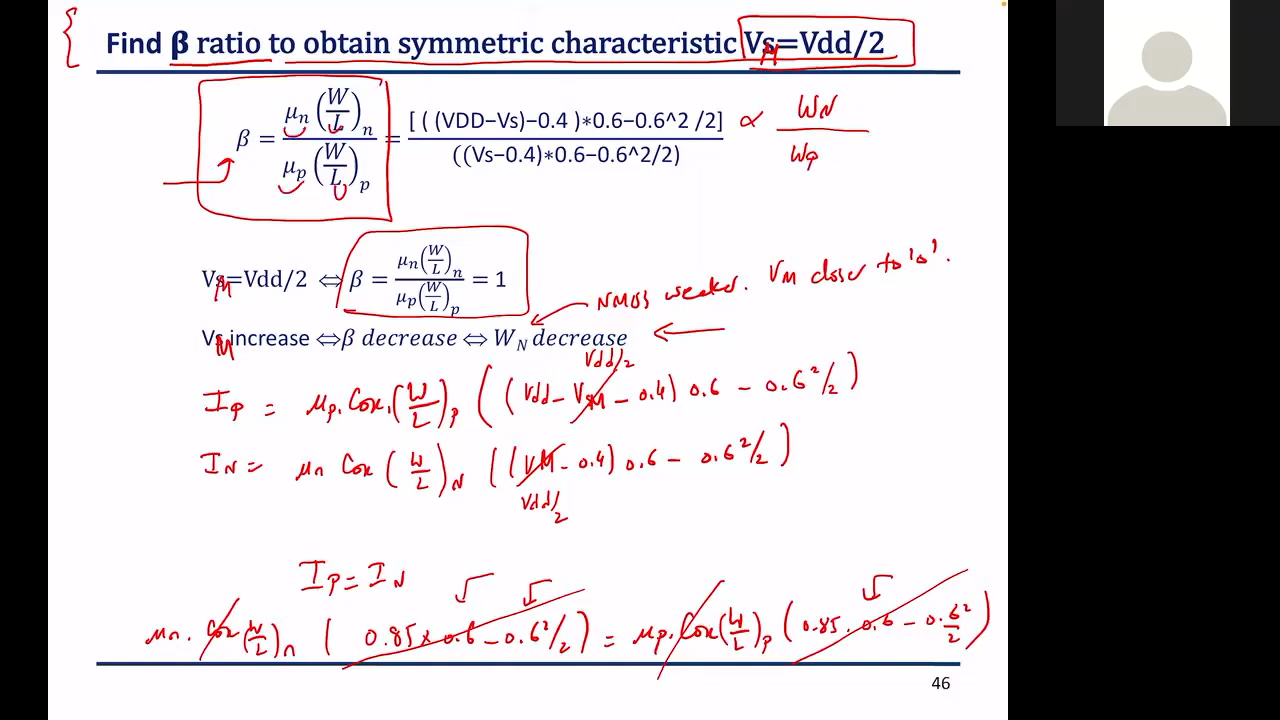 Find β ratio to obtain symmetric characteristic Vs=Vdd/2
M
β = μn (W/L)n / μp (W/L)p = [ ( (VDD−Vs)−0.4 )∗0.6−0.6^2 /2] / ((Vs−0.4)∗0.6−0.6^2/2) ∝ WN / Wp
Vs=Vdd/2 ⇔ β = μn(W/L)n / μp(W/L)p = 1
M
NMOS weaker. VM closer to '0'.
Vs increase ⇔ β decrease ⇔ WN decrease
M
Vdd/2
Ip = μp. Cox. (W/L)p ( (Vdd − VM − 0.4) 0.6 − 0.6²/2 )
IN = μn Cox (W/L)N ( (VM − 0.4) 0.6 − 0.6²/2 )
Vdd/2
IP = IN
μn. Cox (W/L)n ( 0.85 x 0.6 − 0.6²/2 ) = μp. Cox (W/L)p ( 0.85 . 0.6 − 0.6²/2 )
46